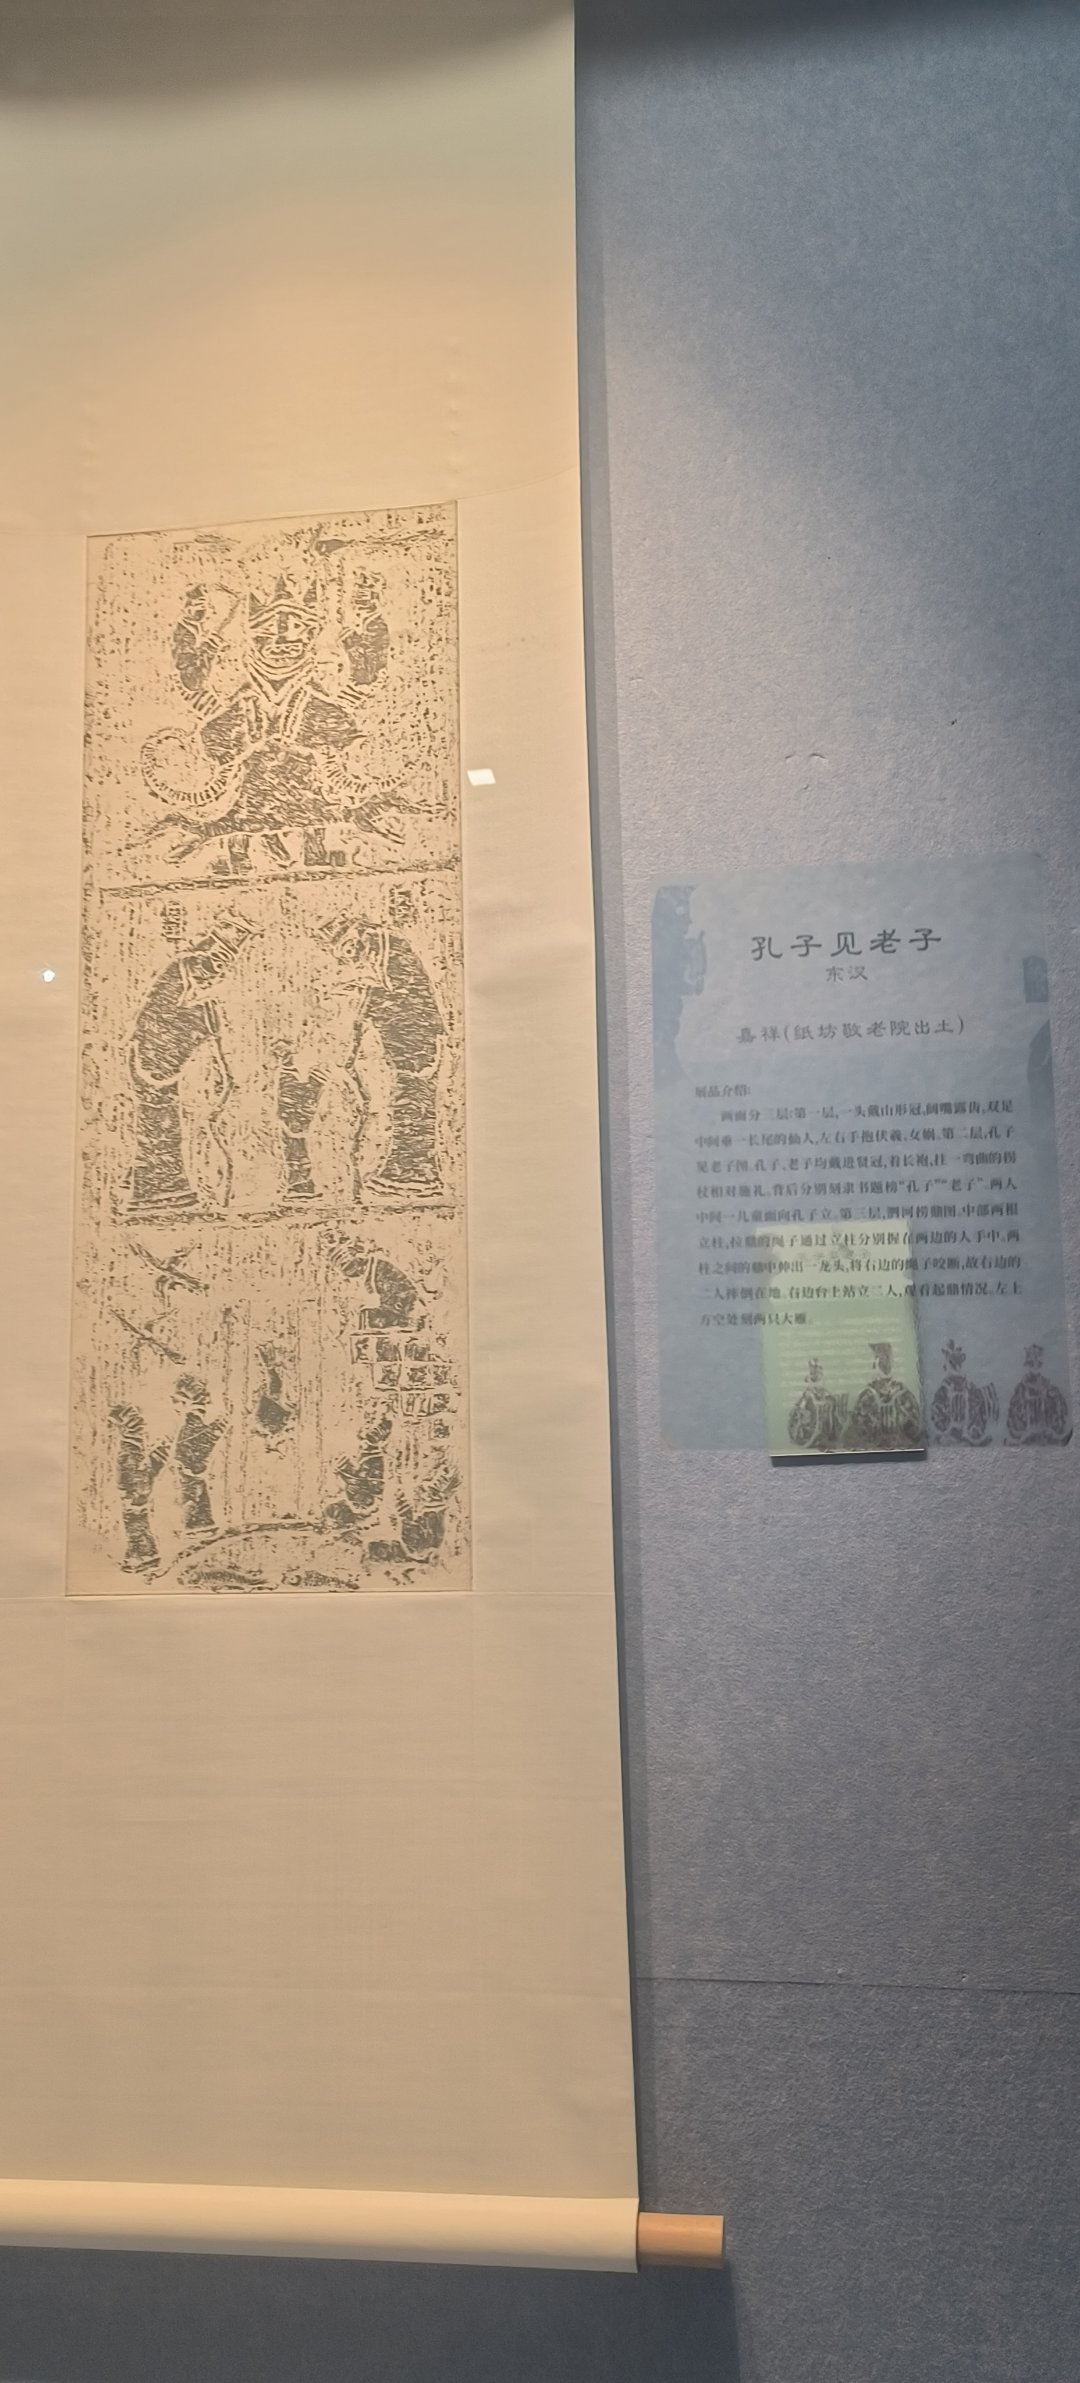 孔子见老子
东汉
嘉祥(纸坊敬老院出土)
展品介绍:
画面分三层:第一层,一头戴山形冠,阔嘴露齿,双足
中间垂一长尾的仙人,左右手抱伏羲、女娲。第二层,孔子
见老子图。孔子、老子均戴进贤冠,着长袍,拄一弯曲的拐
杖相对施礼。背后分别刻隶书题榜“孔子”“老子”。两人
中间一儿童面向孔子立。第三层,泗河捞鼎图。中部两根
立柱,拉鼎的绳子通过立柱分别握在两边的人手中。两
柱之间的鼎中伸出一龙头,将右边的绳子咬断,故右边的
二人摔倒在地。右边台上站立二人,观看起鼎情况。左上
方空处刻两只大雁。